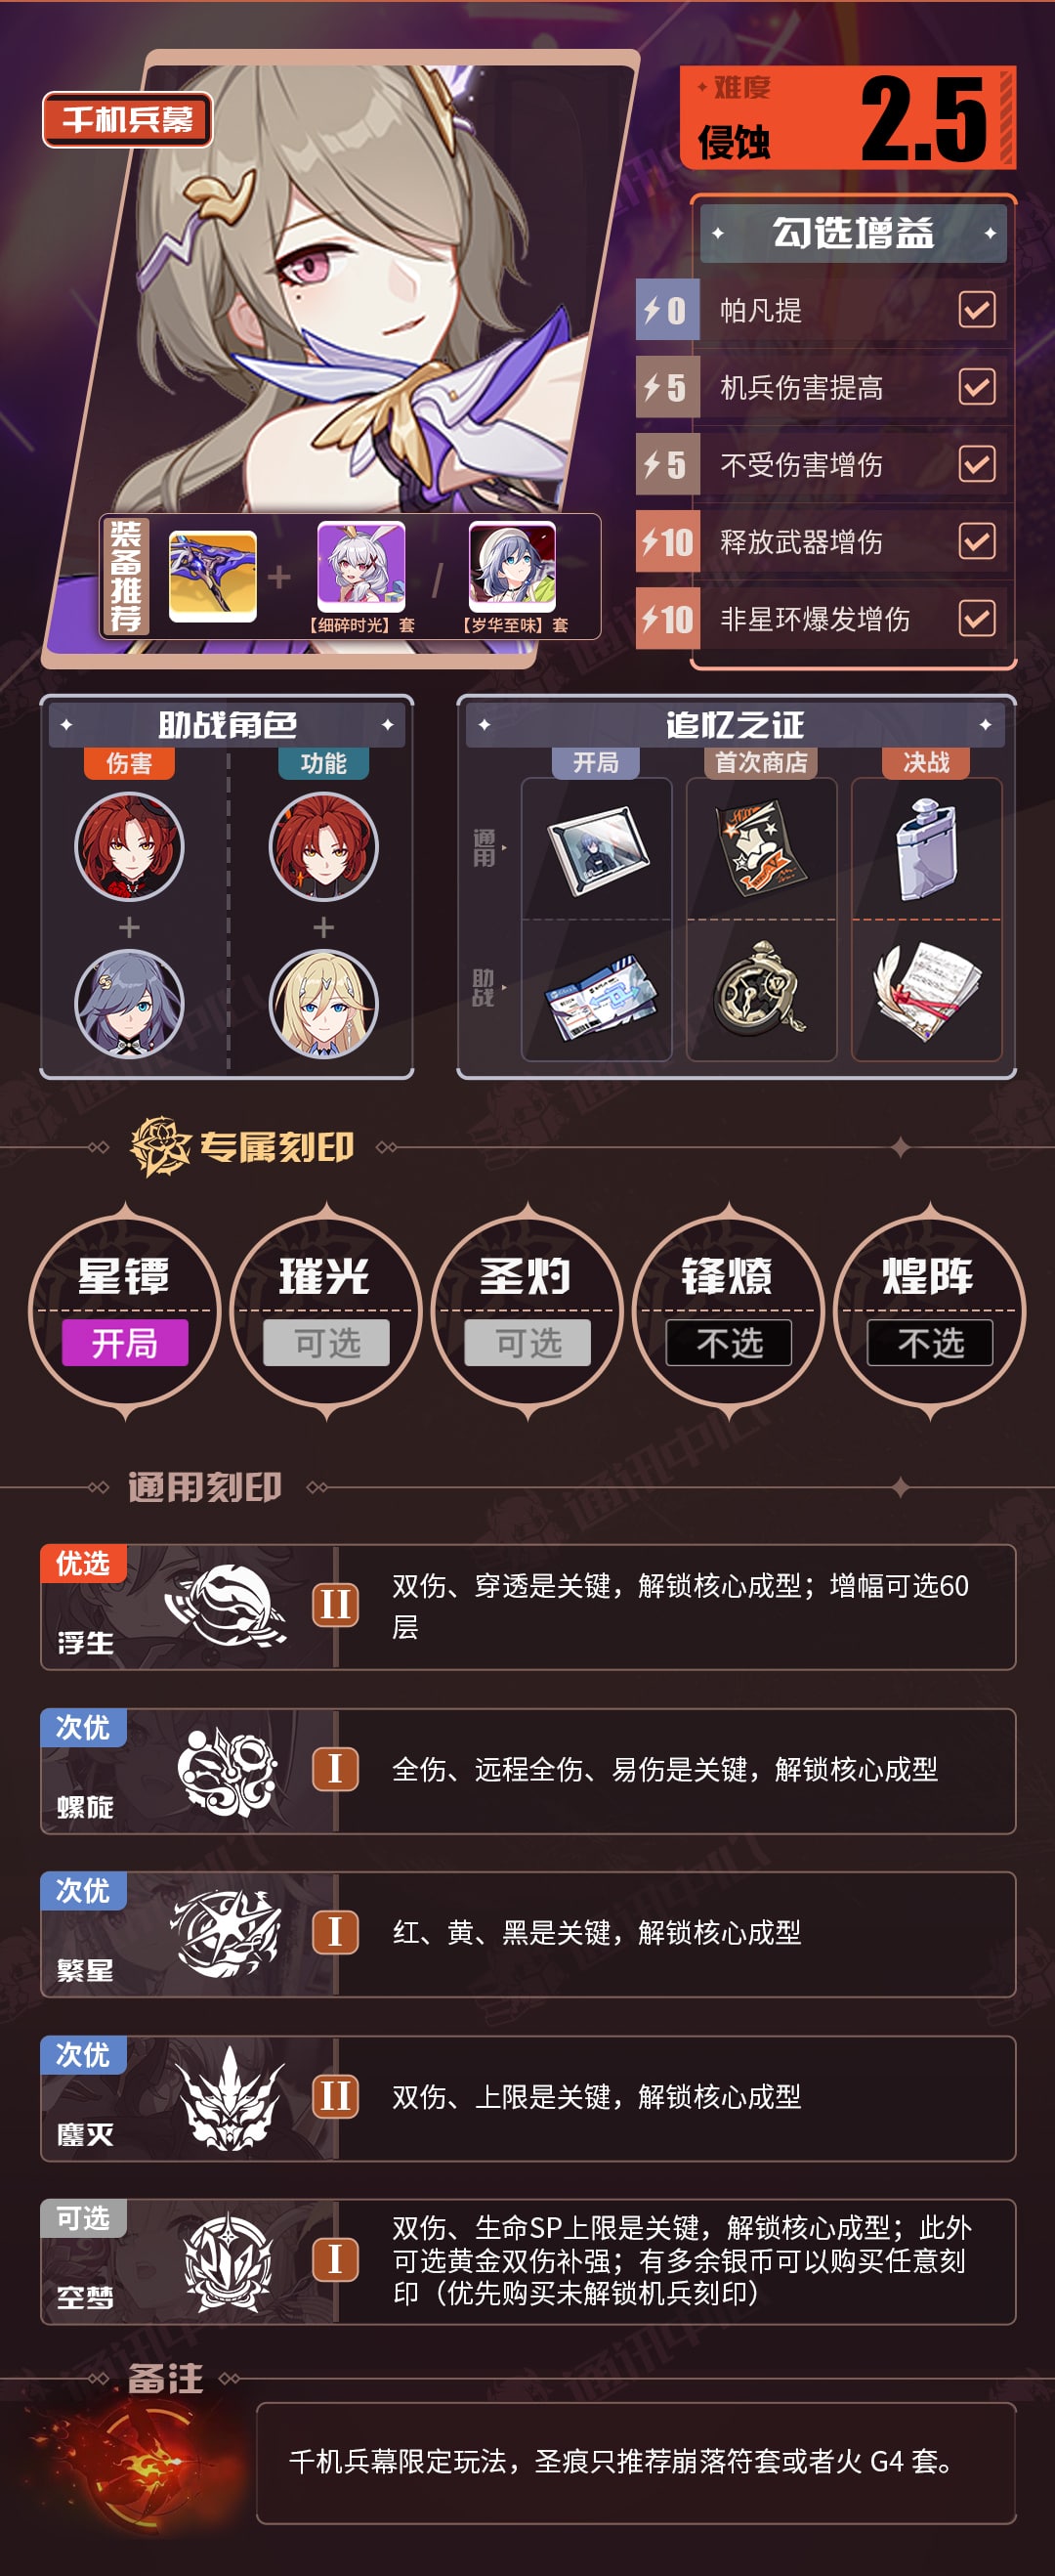 千机兵幕
难度
侵蚀
2.5
勾选增益
0 帕凡提
5 机兵伤害提高
5 不受伤害增伤
10 释放武器增伤
10 非星环爆发增伤
装备推荐
+ /
【细碎时光】套 【岁华至味】套
助战角色
伤害 功能
+ +
追忆之证
开局 首次商店 决战
通用
助战
专属刻印
星镡 璀光 圣灼 锋燎 煌阵
开局 可选 可选 不选 不选
通用刻印
优选
浮生
II
双伤、穿透是关键，解锁核心成型；增幅可选60
层
次优
螺旋
I
全伤、远程全伤、易伤是关键，解锁核心成型
次优
繁星
I
红、黄、黑是关键，解锁核心成型
次优
鏖灭
II
双伤、上限是关键，解锁核心成型
可选
空梦
I
双伤、生命SP上限是关键，解锁核心成型；此外
可选黄金双伤补强；有多余银币可以购买任意刻
印（优先购买未解锁机兵刻印）
备注
千机兵幕限定玩法，圣痕只推荐崩落符套或者火 G4 套。
通讯中心